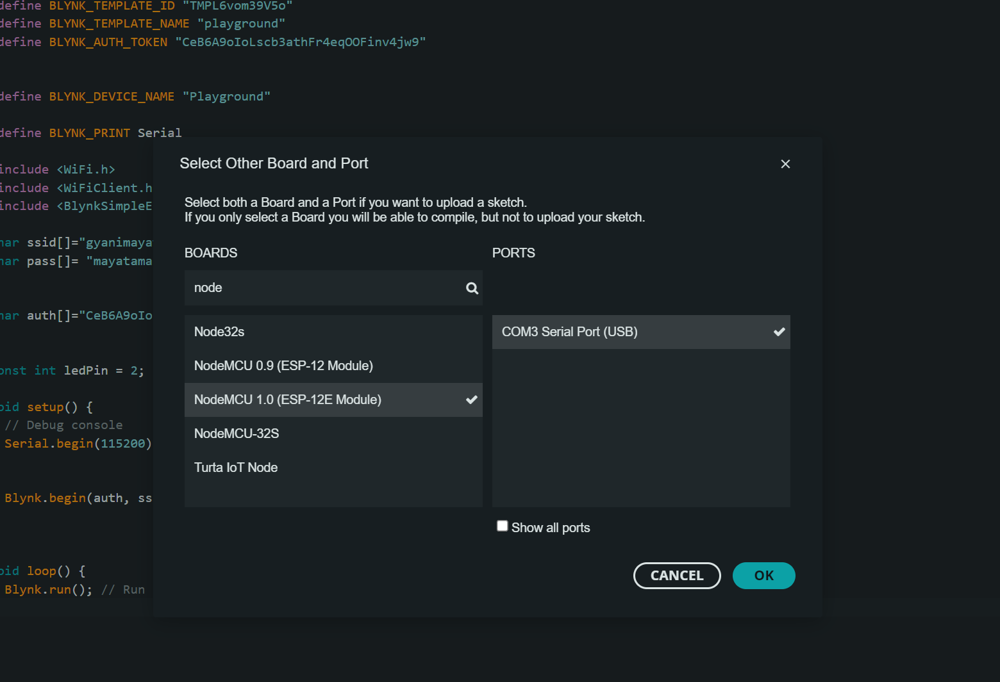 define BLYNK_TEMPLATE_ID "TMPL6vom39V5o"
define BLYNK_TEMPLATE_NAME "playground"
define BLYNK_AUTH_TOKEN "CeB6A9oIoLscb3athFr4eqOOFinv4jw9"
define BLYNK_DEVICE_NAME "Playground"
define BLYNK_PRINT Serial
include <WiFi.h>
include <WiFiClient.h
include <BlynkSimpleE
har ssid[]="gyanimaya
har pass[]= "mayatama
har auth[]="CeB6A9oIo
onst int ledPin = 2;
oid setup() {
// Debug console
Serial.begin(115200)
Blynk.begin(auth, ss
oid loop() {
Blynk.run(); // Run
Select Other Board and Port
Select both a Board and a Port if you want to upload a sketch.
If you only select a Board you will be able to compile, but not to upload your sketch.
BOARDS
node
Node32s
NodeMCU 0.9 (ESP-12 Module)
NodeMCU 1.0 (ESP-12E Module)
NodeMCU-32S
Turta IoT Node
PORTS
COM3 Serial Port (USB)
Show all ports
CANCEL
OK